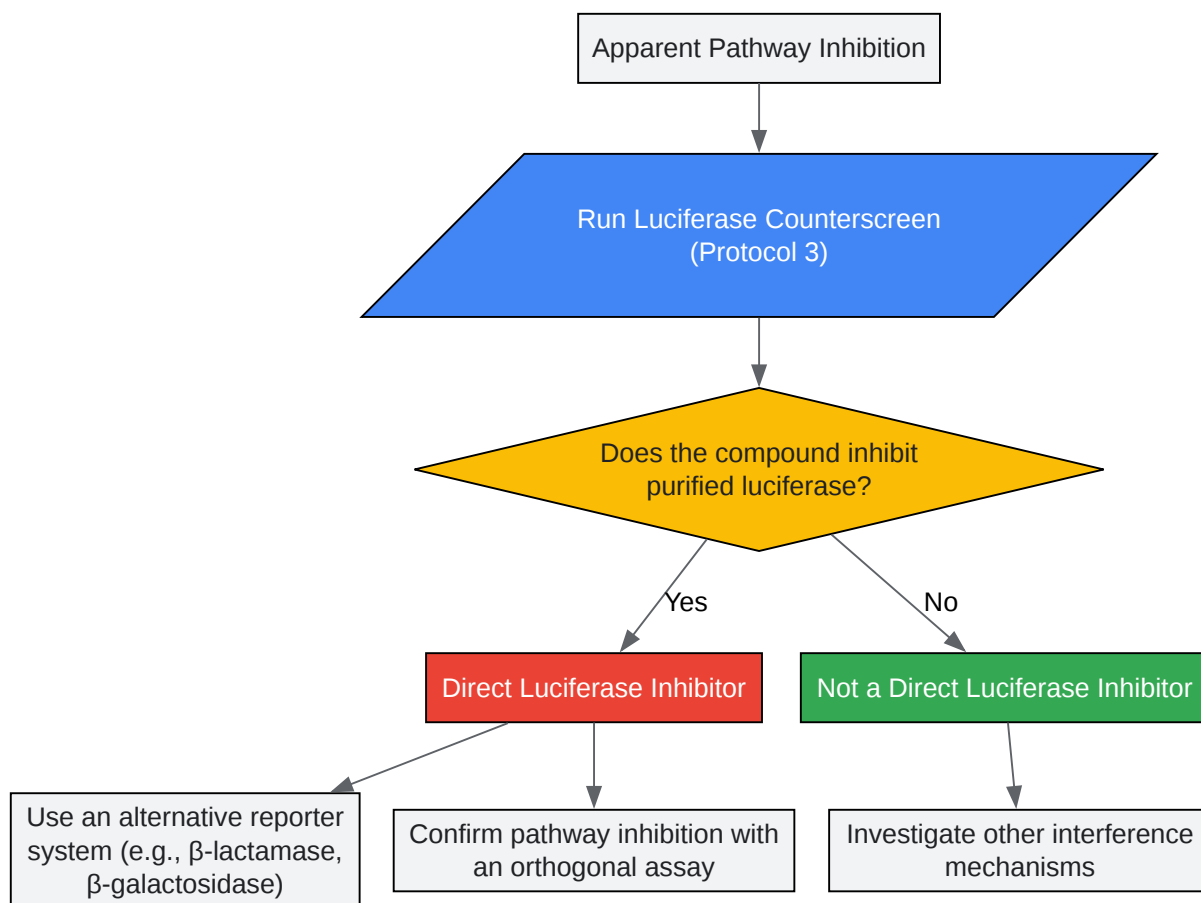 Apparent Pathway Inhibition
Run Luciferase Counterscreen
(Protocol 3)
Does the compound inhibit
purified luciferase?
Yes
No
Direct Luciferase Inhibitor
Not a Direct Luciferase Inhibitor
Use an alternative reporter
system (e.g., β-lactamase,
β-galactosidase)
Confirm pathway inhibition with
an orthogonal assay
Investigate other interference
mechanisms